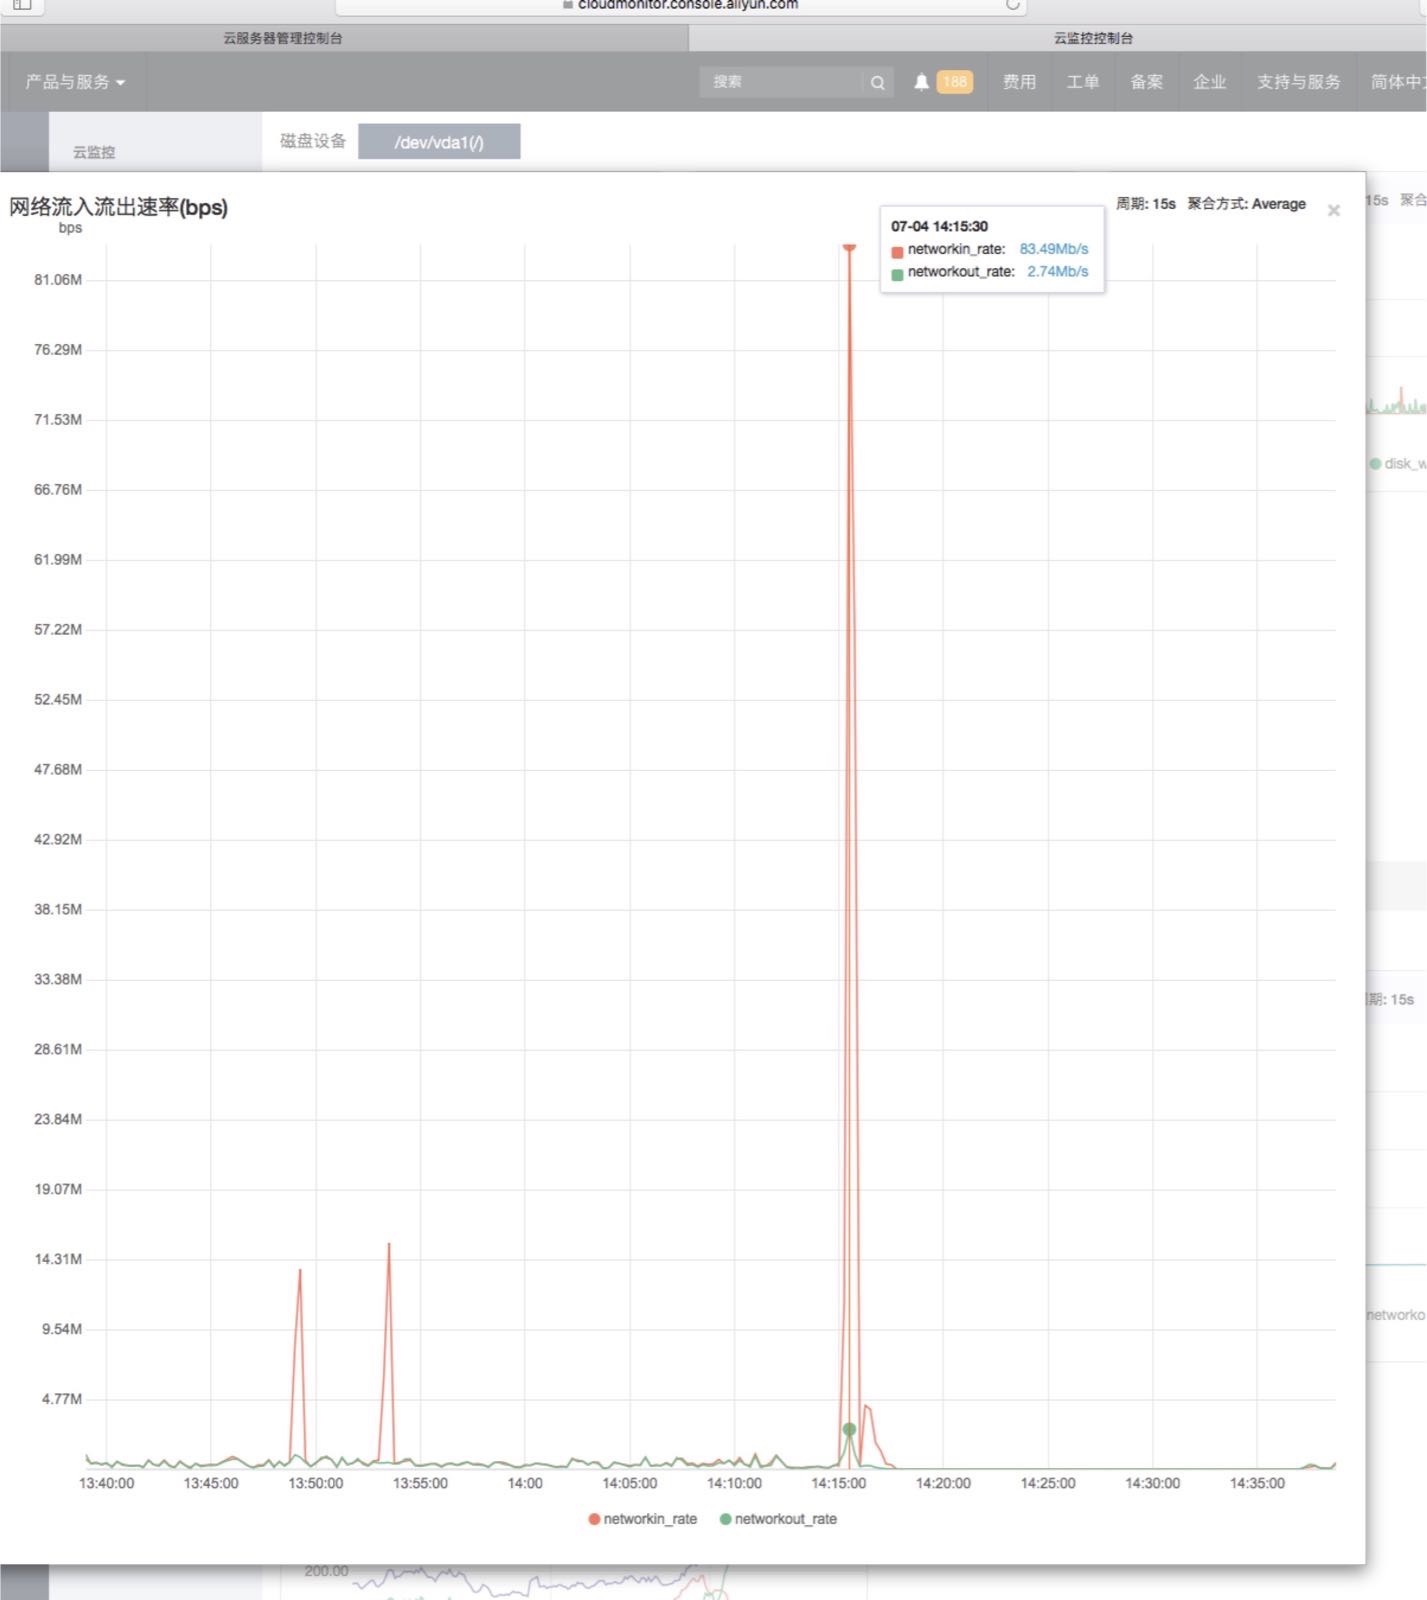 cloudmonitor.console.aliyun.com
云服务器管理控制台
云监控控制台
产品与服务
搜索
188
费用
工单
备案
企业
支持与服务
简体中
云监控
磁盘设备
/dev/vda1(/)
网络流入流出速率(bps)
周期: 15s 聚合方式: Average
15s 聚合
bps
07-04 14:15:30
networkin_rate: 83.49Mb/s
networkout_rate: 2.74Mb/s
81.06M
76.29M
71.53M
66.76M
61.99M
57.22M
52.45M
47.68M
42.92M
38.15M
33.38M
28.61M
23.84M
19.07M
14.31M
9.54M
4.77M
disk_w
期: 15s
networko
13:40:00
13:45:00
13:50:00
13:55:00
14:00
14:05:00
14:10:00
14:15:00
14:20:00
14:25:00
14:30:00
14:35:00
networkin_rate
networkout_rate
200.00